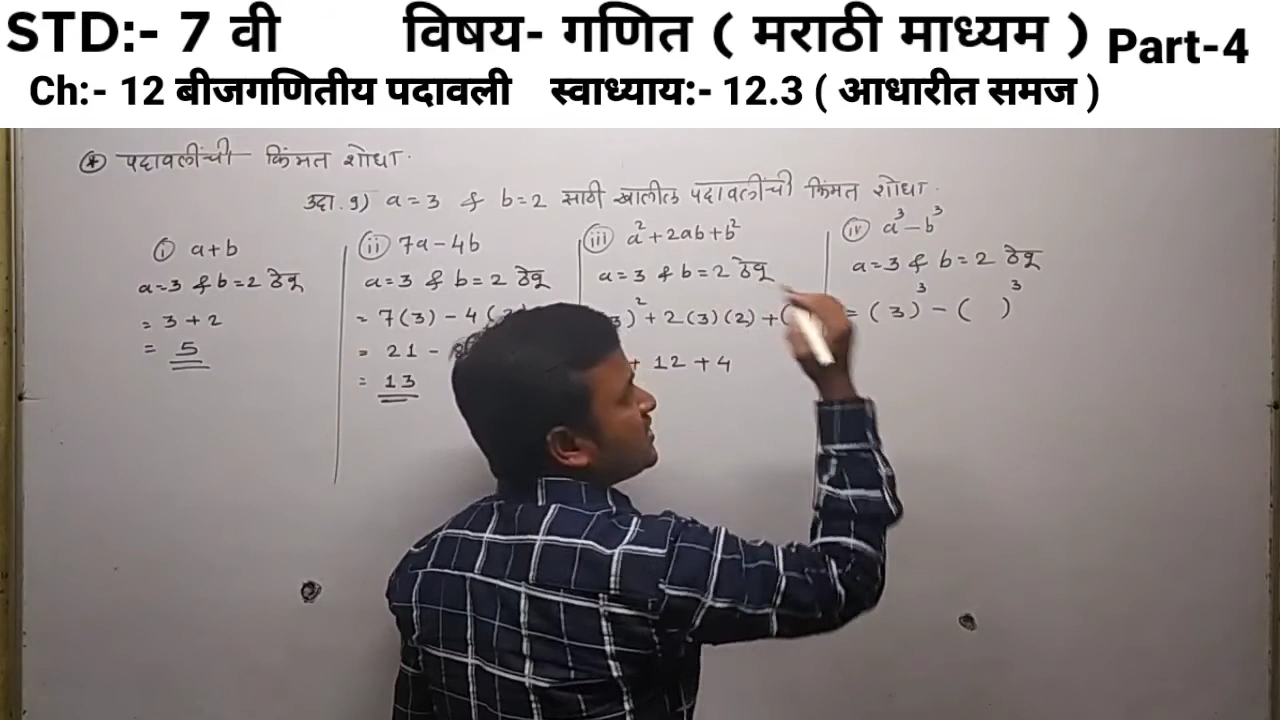 STD:- 7 वी विषय- गणित ( मराठी माध्यम ) Part-4
Ch:- 12 बीजगणितीय पदावली स्वाध्याय:- 12.3 ( आधारीत समज )
* पदावलींची किंमत शोधा.
उदा. 9) a=3 & b=2 साठी खालील पदावलींची किंमत शोधा.
(i) a+b
a=3 & b=2 ठेवू
= 3+2
= 5
(ii) 7a-4b
a=3 & b=2 ठेवू
= 7(3) - 4(
= 21 -
= 13
(iii) a²+2ab+b²
a=3 & b=2 ठेवू
3)² + 2(3)(2) + (
+ 12 + 4
(iv) a³-b³
a=3 & b=2 ठेवू
= (3)³ - ( )³